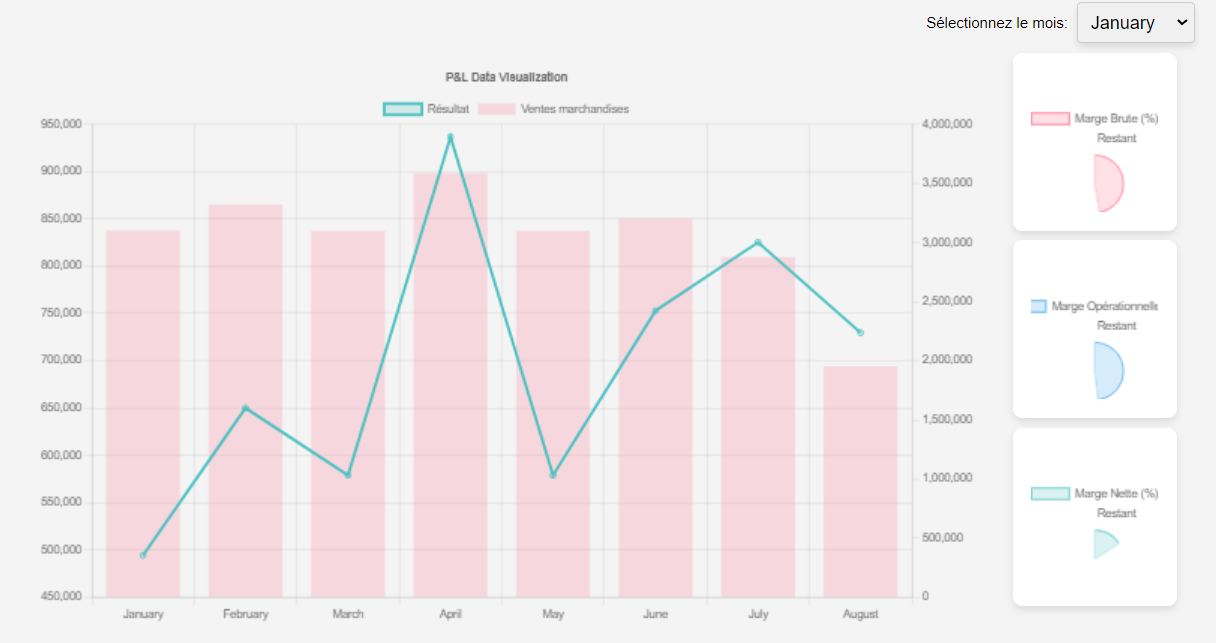 Sélectionnez le mois: January
P&L Data Visualization
Résultat Ventes marchandises
950,000
900,000
850,000
800,000
750,000
700,000
650,000
600,000
550,000
500,000
450,000
4,000,000
3,500,000
3,000,000
2,500,000
2,000,000
1,500,000
1,000,000
500,000
0
January February March April May June July August
Marge Brute (%)
Restant
Marge Opérationnelle
Restant
Marge Nette (%)
Restant